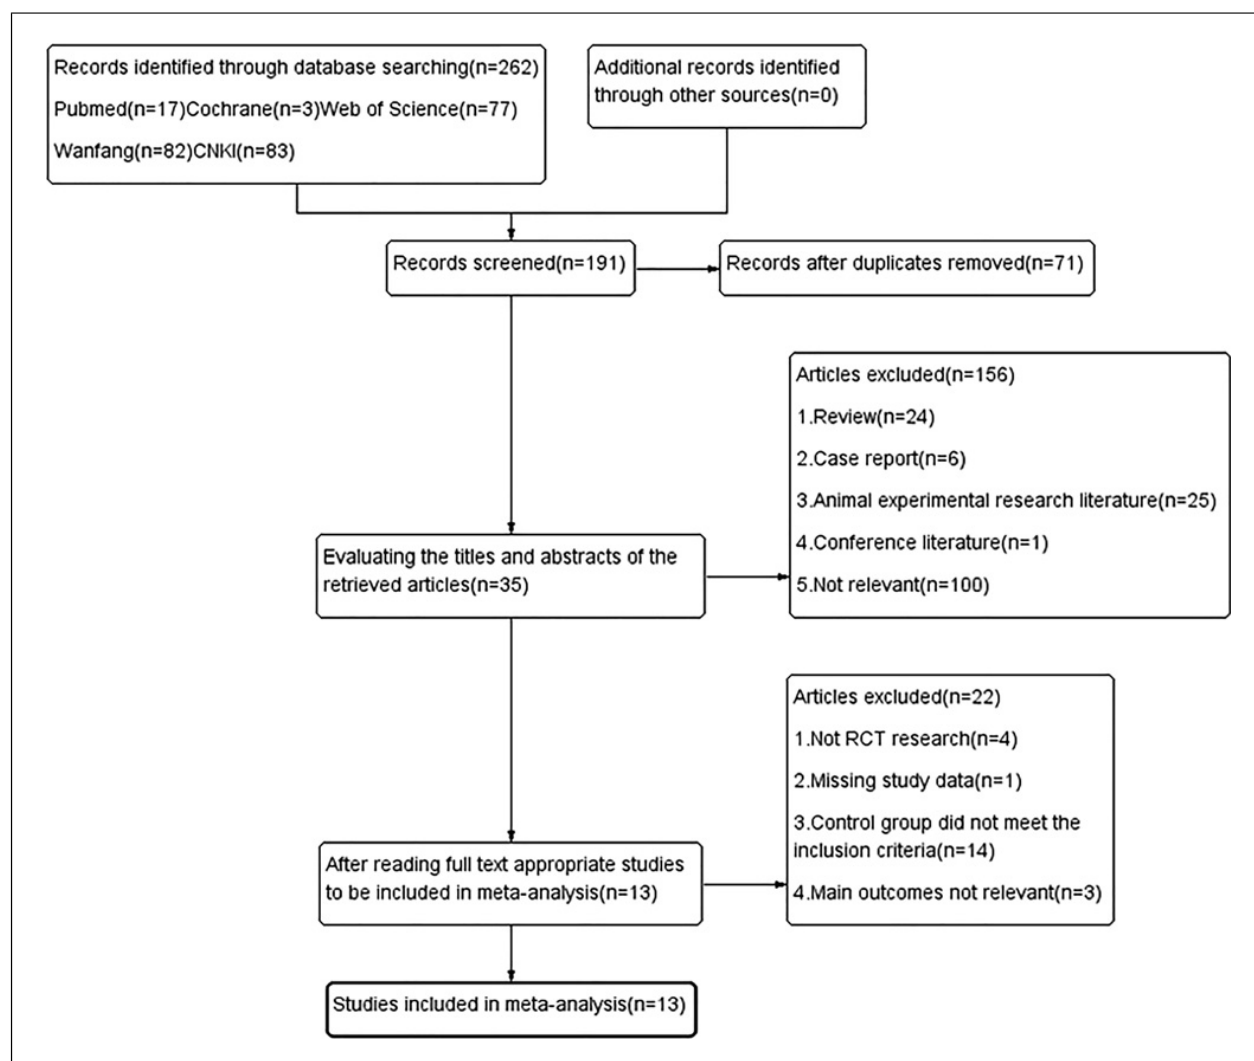 Records identified through database searching(n=262)
Pubmed(n=17)Cochrane(n=3)Web of Science(n=77)
Wanfang(n=82)CNKI(n=83)
Additional records identified
through other sources(n=0)
Records screened(n=191)
Records after duplicates removed(n=71)
Articles excluded(n=156)
1.Review(n=24)
2.Case report(n=6)
3.Animal experimental research literature(n=25)
4.Conference literature(n=1)
5.Not relevant(n=100)
Evaluating the titles and abstracts of the
retrieved articles(n=35)
Articles excluded(n=22)
1.Not RCT research(n=4)
2.Missing study data(n=1)
3.Control group did not meet the
inclusion criteria(n=14)
4.Main outcomes not relevant(n=3)
After reading full text appropriate studies
to be included in meta-analysis(n=13)
Studies included in meta-analysis(n=13)